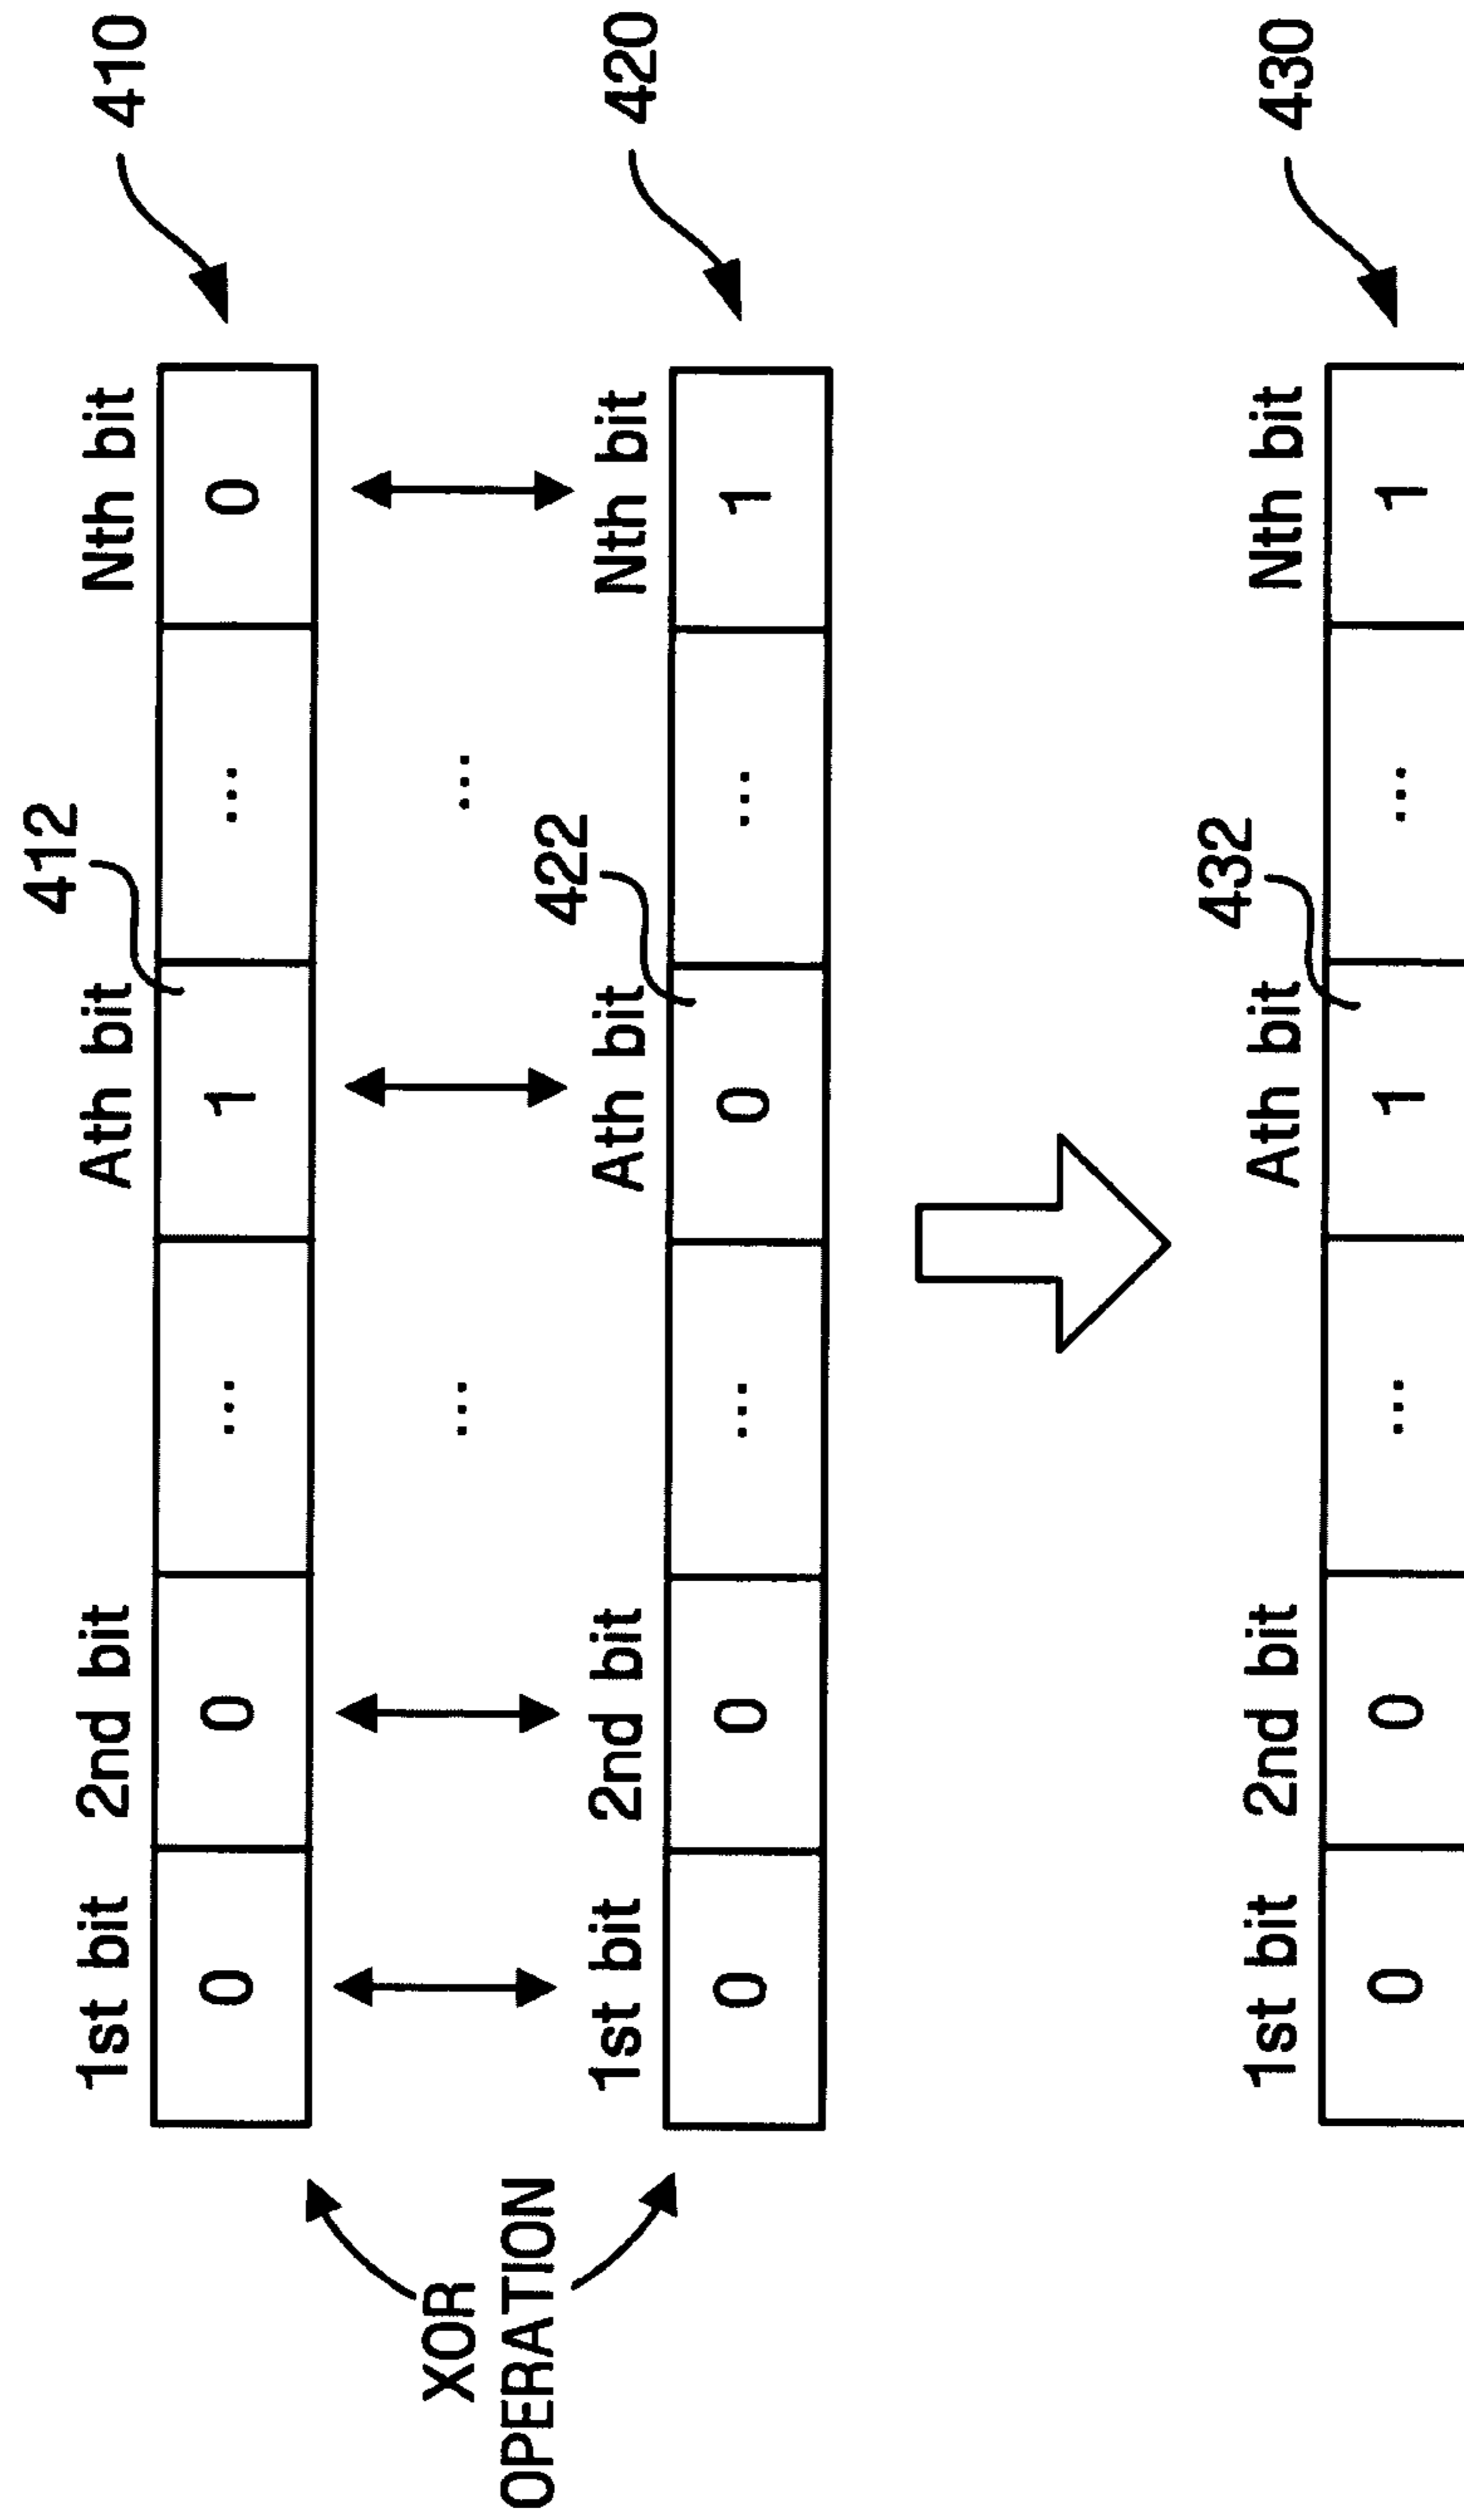 412
1st bit 2nd bit Ath bit Nth bit
410
0 0 ... 1 ... 0
XOR
OPERATION
... ...
422
1st bit 2nd bit Ath bit Nth bit
420
0 0 ... 0 ... 1
432
1st bit 2nd bit Ath bit Nth bit
430
0 0 ... 1 ... 1